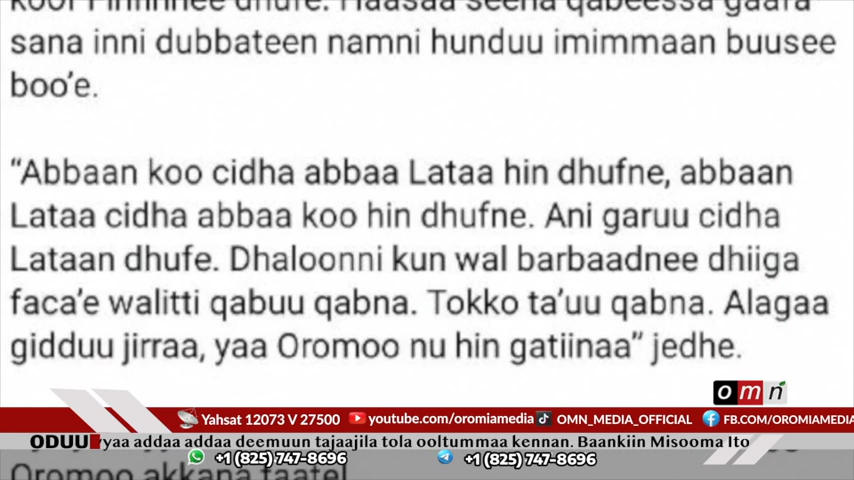 sana inni dubbateen namni hunduu imimmaan buusee
boo'e.
“Abbaan koo cidha abbaa Lataa hin dhufne, abbaan
Lataa cidha abbaa koo hin dhufne. Ani garuu cidha
Lataan dhufe. Dhaloonni kun wal barbaadnee dhiiga
faca'e walitti qabuu qabna. Tokko ta'uu qabna. Alagaa
gidduu jirraa, yaa Oromoo nu hin gatiinaa” jedhe.
omn
Yahsat 12073 V 27500 youtube.com/oromiamedia OMN_MEDIA_OFFICIAL FB.COM/OROMIAMEDIA
ODUU yyaa addaa addaa deemuun tajaajila tola ooltummaa kennan. Baankiin Misooma Ito
+1 (825) 747-8696 +1 (825) 747-8696
Oromoo akkana